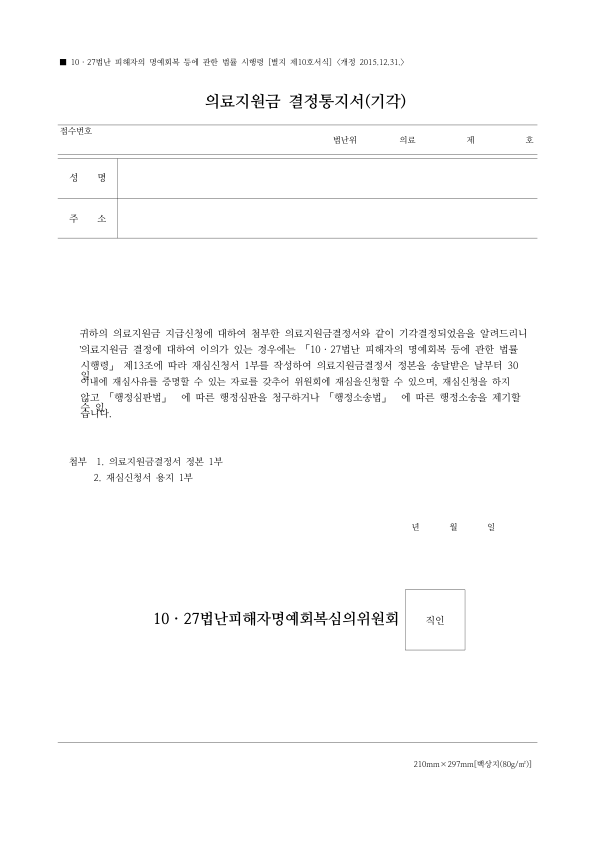 ■ 10ㆍ27법난 피해자의 명예회복 등에 관한 법률 시행령 [별지 제10호서식] <개정 2015.12.31.>
의료지원금 결정통지서(기각)
접수번호
법난위 의료 제 호
성 명
주 소
귀하의 의료지원금 지급신청에 대하여 첨부한 의료지원금결정서와 같이 기각결정되었음을 알려드리니
의료지원금 결정에 대하여 이의가 있는 경우에는 「10ㆍ27법난 피해자의 명예회복 등에 관한 법률
시행령」 제13조에 따라 재심신청서 1부를 작성하여 의료지원금결정서 정본을 송달받은 날부터 30
일
이내에 재심사유를 증명할 수 있는 자료를 갖추어 위원회에 재심을신청할 수 있으며, 재심신청을 하지
않고 「행정심판법」 에 따른 행정심판을 청구하거나 「행정소송법」 에 따른 행정소송을 제기할
수 있
습니다.
첨부 1. 의료지원금결정서 정본 1부
2. 재심신청서 용지 1부
년 월 일
10ㆍ27법난피해자명예회복심의위원회
직인
210mm×297mm[백상지(80g/㎡)]